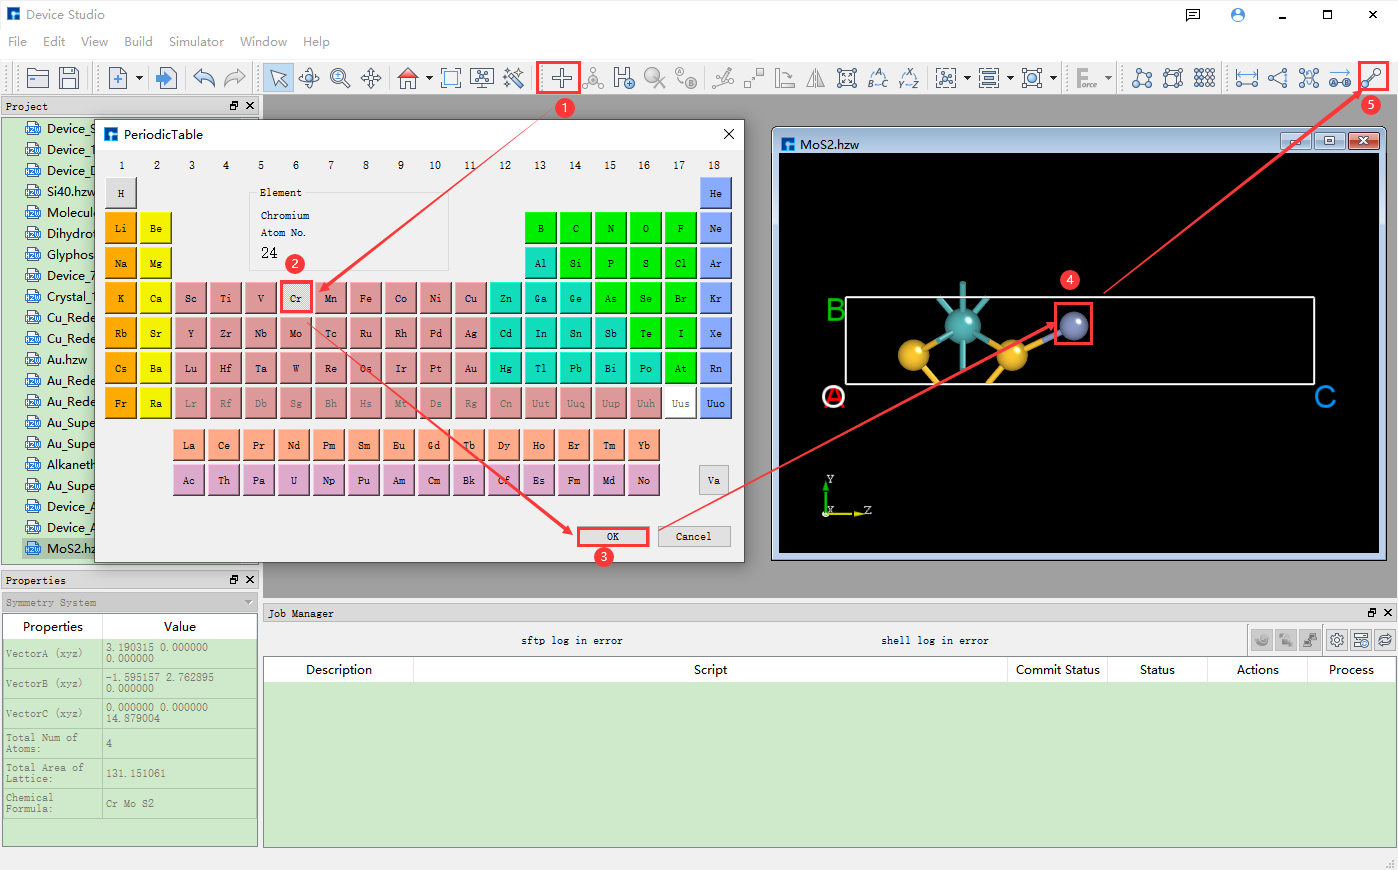 Device Studio
File Edit View Build Simulator Window Help
Force
1
5
Project
Device_S
Device_1
Device_D
Si40.hzw
Molecule
Dihydrof
Glyphos
Device_7
Crystal_1
Cu_Rede
Cu_Rede
Au.hzw
Au_Rede
Au_Rede
Au_Supe
Au_Supe
Alkaneth
Au_Supe
Device_A
Device_A
MoS2.hz
PeriodicTable
1 2 3 4 5 6 7 8 9 10 11 12 13 14 15 16 17 18
Element
Chromium
Atom No.
24
2
H He
Li Be B C N O F Ne
Na Mg Al Si P S Cl Ar
K Ca Sc Ti V Cr Mn Fe Co Ni Cu Zn Ga Ge As Se Br Kr
Rb Sr Y Zr Nb Mo Tc Ru Rh Pd Ag Cd In Sn Sb Te I Xe
Cs Ba Lu Hf Ta W Re Os Ir Pt Au Hg Tl Pb Bi Po At Rn
Fr Ra Lr Rf Db Sg Bh Hs Mt Ds Rg Cn Uut Uuq Uup Uuh Uus Uuo
La Ce Pr Nd Pm Sm Eu Gd Tb Dy Ho Er Tm Yb
Ac Th Pa U Np Pu Am Cm Bk Cf Es Fm Md No Va
OK Cancel
3
MoS2.hzw
4
B
A
C
Y
X
Z
Properties
Symmetry System
Properties Value
VectorA (xyz) 3.190315 0.000000
0.000000
VectorB (xyz) -1.595157 2.762895
0.000000
VectorC (xyz) 0.000000 0.000000
14.879004
Total Num of
Atoms: 4
Total Area of
Lattice: 131.151061
Chemical
Formula: Cr Mo S2
Job Manager
sftp log in error shell log in error
Description Script Commit Status Status Actions Process